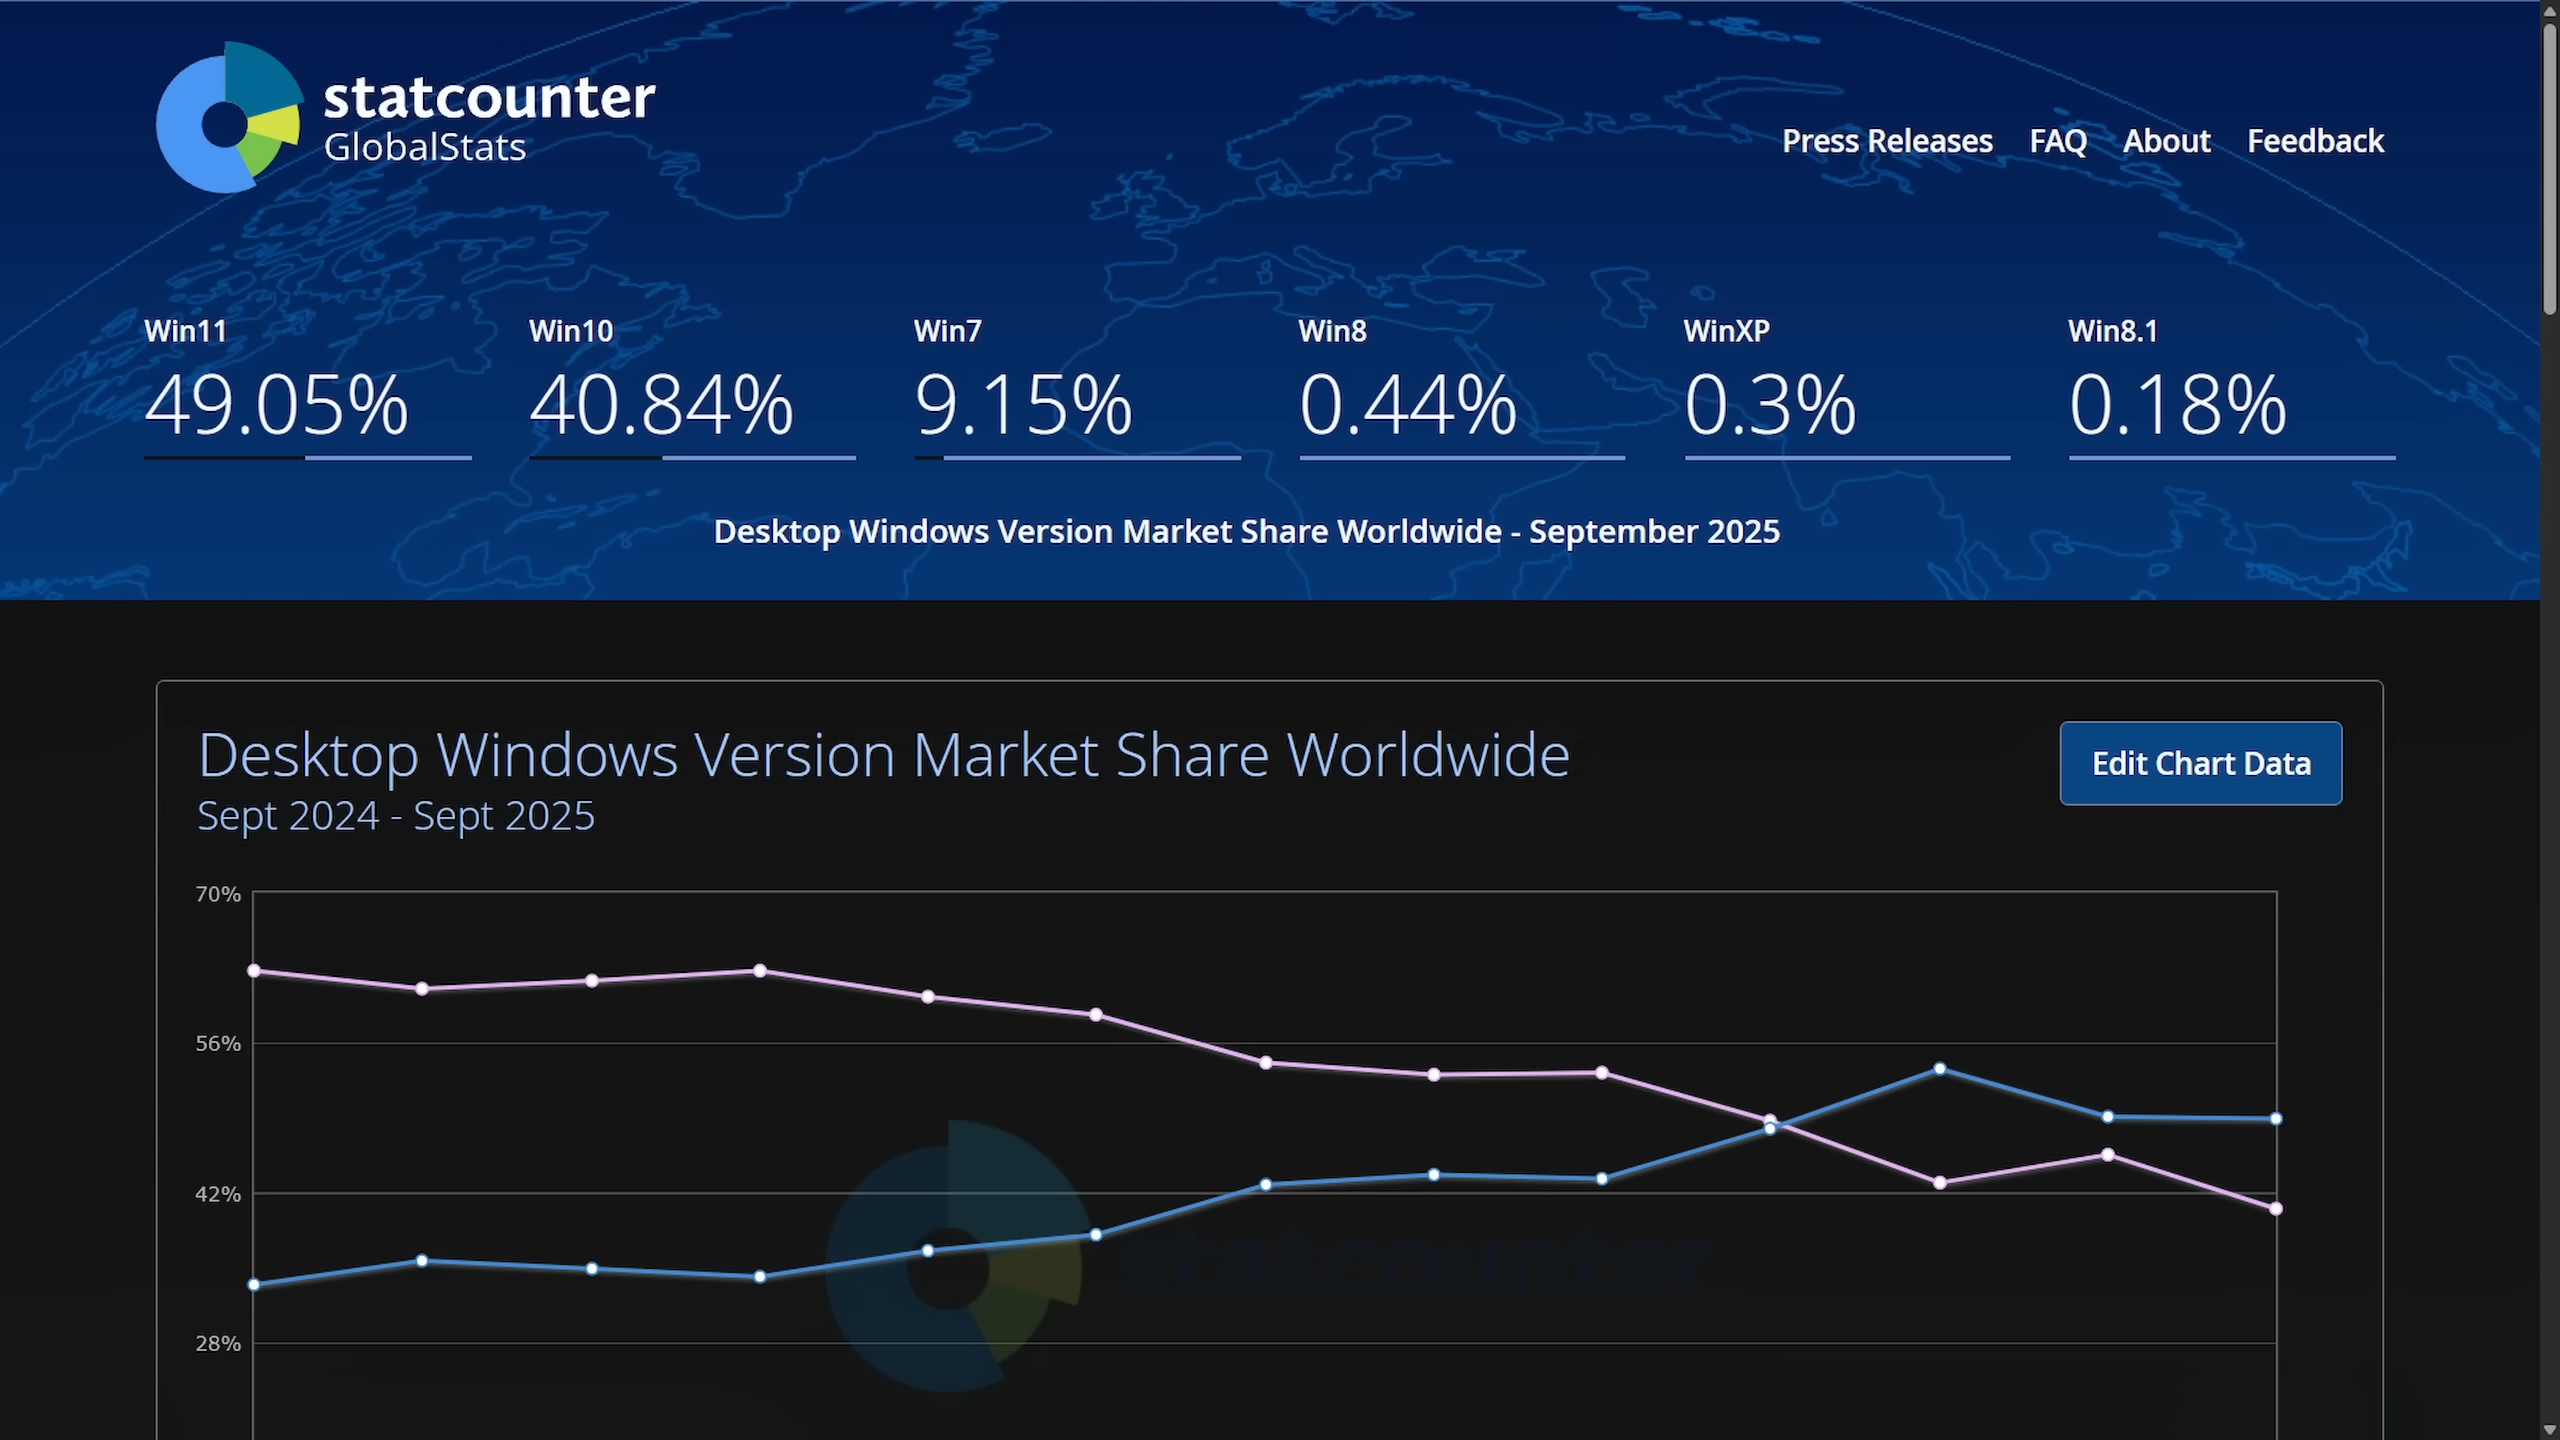 statcounter
GlobalStats
Press Releases FAQ About Feedback
Win11 Win10 Win7 Win8 WinXP Win8.1
49.05% 40.84% 9.15% 0.44% 0.3% 0.18%
Desktop Windows Version Market Share Worldwide - September 2025
Desktop Windows Version Market Share Worldwide
Edit Chart Data
Sept 2024 - Sept 2025
70%
56%
42%
statcounter
28%